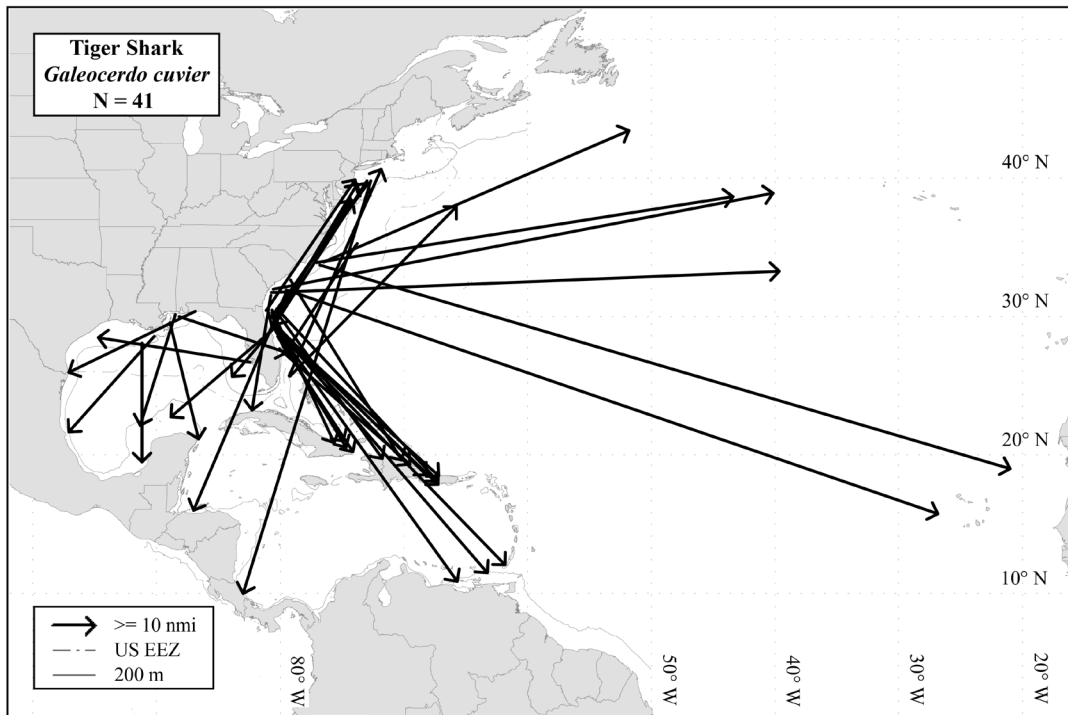 Tiger Shark
Galeocerdo cuvier
N = 41
40° N
30° N
20° N
10° N
>= 10 nmi
US EEZ
200 m
80° W
50° W
40° W
30° W
20° W